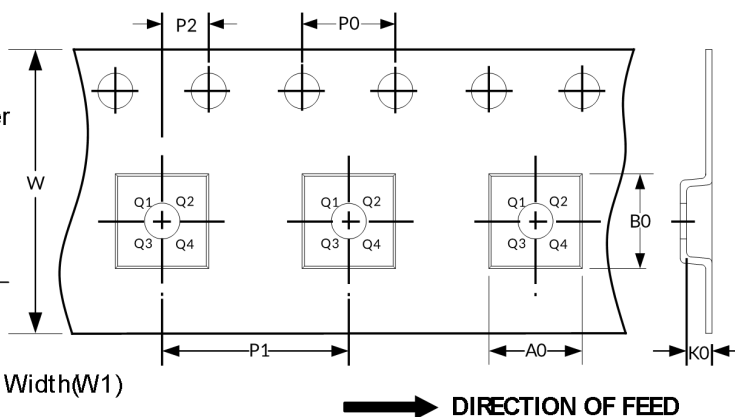 P2
P0
er
W
Q1 Q2 Q1 Q2 Q1 Q2
B0
Q3 Q4 Q3 Q4 Q3 Q4
P1
A0
K0
Width(W1)
DIRECTION OF FEED